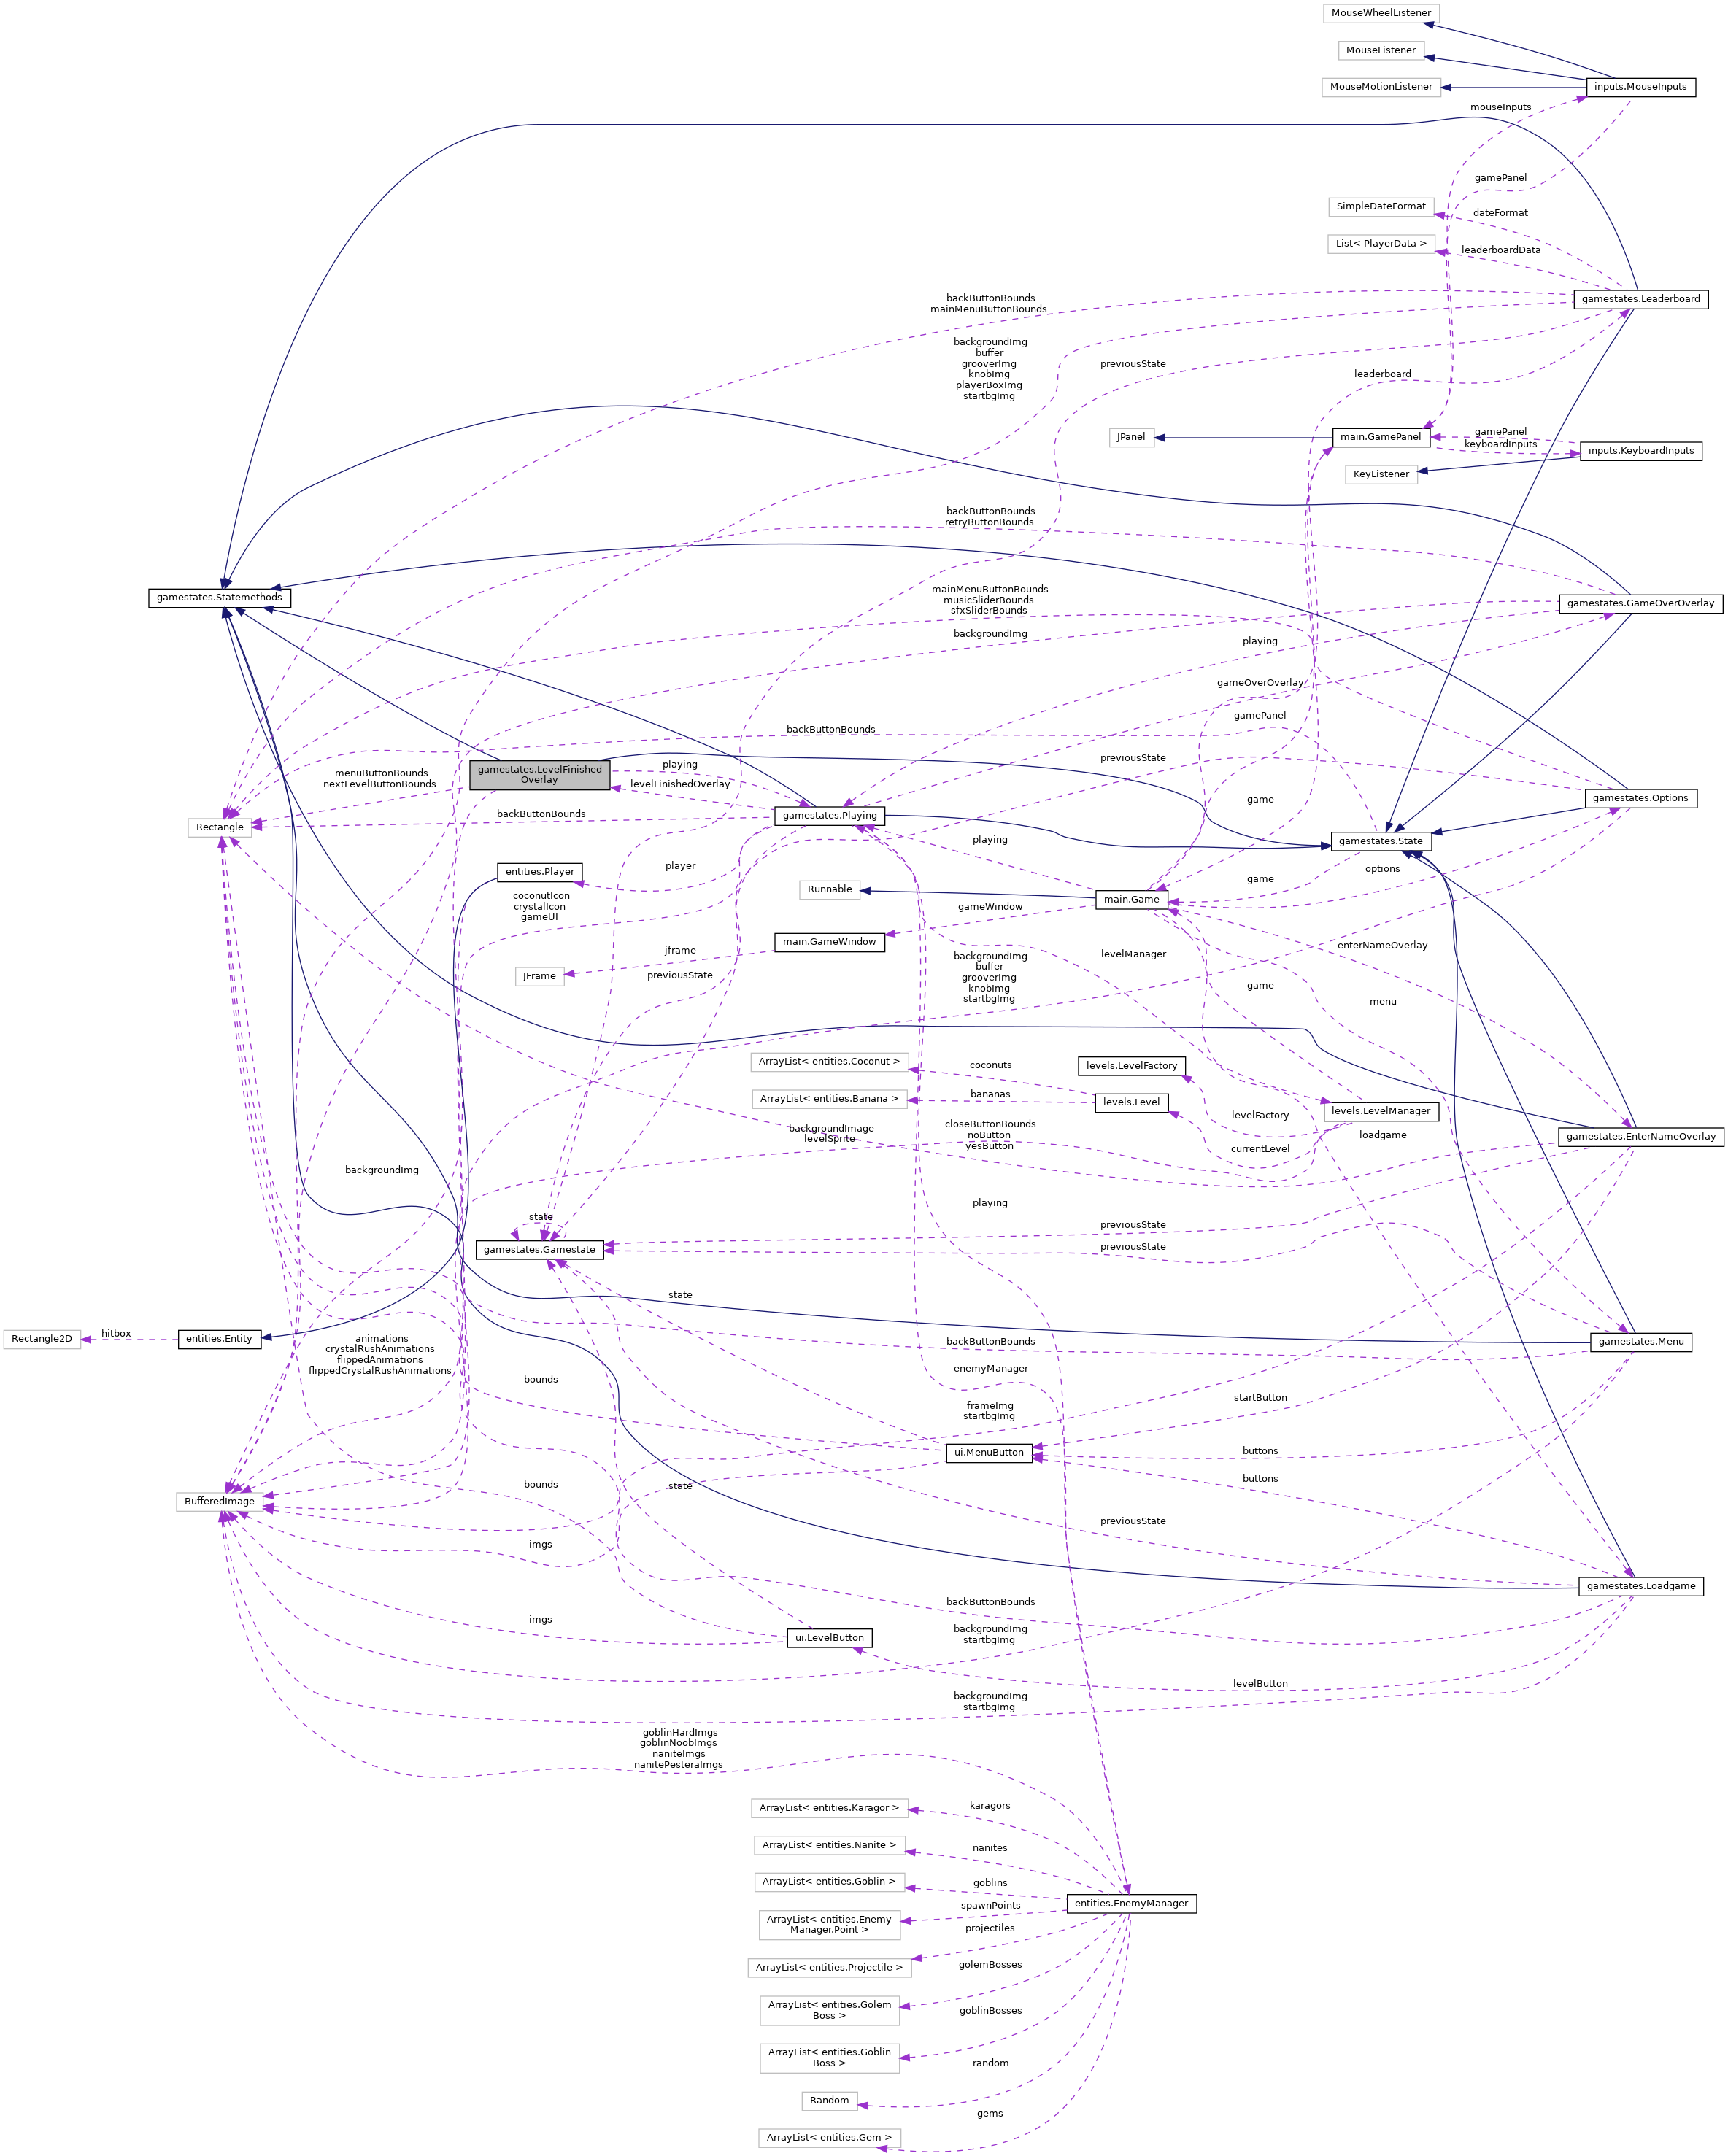 MouseWheelListener
MouseListener
MouseMotionListener
inputs.MouseInputs
mouseInputs
gamePanel
SimpleDateFormat
dateFormat
List< PlayerData >
leaderboardData
gamestates.Leaderboard
backButtonBounds
mainMenuButtonBounds
backgroundImg
buffer
grooverImg
knobImg
playerBoxImg
startbgImg
previousState
leaderboard
JPanel
main.GamePanel
gamePanel
keyboardInputs
inputs.KeyboardInputs
KeyListener
backButtonBounds
retryButtonBounds
gamestates.Statemethods
mainMenuButtonBounds
musicSliderBounds
sfxSliderBounds
gamestates.GameOverOverlay
backgroundImg
playing
gameOverOverlay
gamePanel
backButtonBounds
previousState
gamestates.LevelFinished
Overlay
playing
levelFinishedOverlay
menuButtonBounds
nextLevelButtonBounds
game
gamestates.Options
Rectangle
backButtonBounds
gamestates.Playing
playing
gamestates.State
entities.Player
player
game
options
Runnable
main.Game
coconutIcon
crystalIcon
gameUI
gameWindow
main.GameWindow
jframe
JFrame
previousState
levelManager
enterNameOverlay
backgroundImg
buffer
grooverImg
knobImg
startbgImg
game
menu
ArrayList< entities.Coconut >
coconuts
levels.LevelFactory
ArrayList< entities.Banana >
bananas
levels.Level
levels.LevelManager
levelFactory
backgroundImage
levelSprite
closeButtonBounds
noButton
yesButton
currentLevel
loadgame
gamestates.EnterNameOverlay
backgroundImg
playing
state
gamestates.Gamestate
previousState
previousState
state
Rectangle2D
hitbox
entities.Entity
animations
crystalRushAnimations
flippedAnimations
flippedCrystalRushAnimations
backButtonBounds
gamestates.Menu
enemyManager
bounds
startButton
frameImg
startbgImg
ui.MenuButton
buttons
bounds
state
buttons
BufferedImage
previousState
imgs
gamestates.Loadgame
backButtonBounds
imgs
ui.LevelButton
backgroundImg
startbgImg
levelButton
backgroundImg
startbgImg
goblinHardImgs
goblinNoobImgs
naniteImgs
nanitePesteraImgs
ArrayList< entities.Karagor >
karagors
ArrayList< entities.Nanite >
nanites
ArrayList< entities.Goblin >
goblins
entities.EnemyManager
ArrayList< entities.Enemy
Manager.Point >
spawnPoints
projectiles
ArrayList< entities.Projectile >
golemBosses
ArrayList< entities.Golem
Boss >
goblinBosses
ArrayList< entities.Goblin
Boss >
random
Random
gems
ArrayList< entities.Gem >